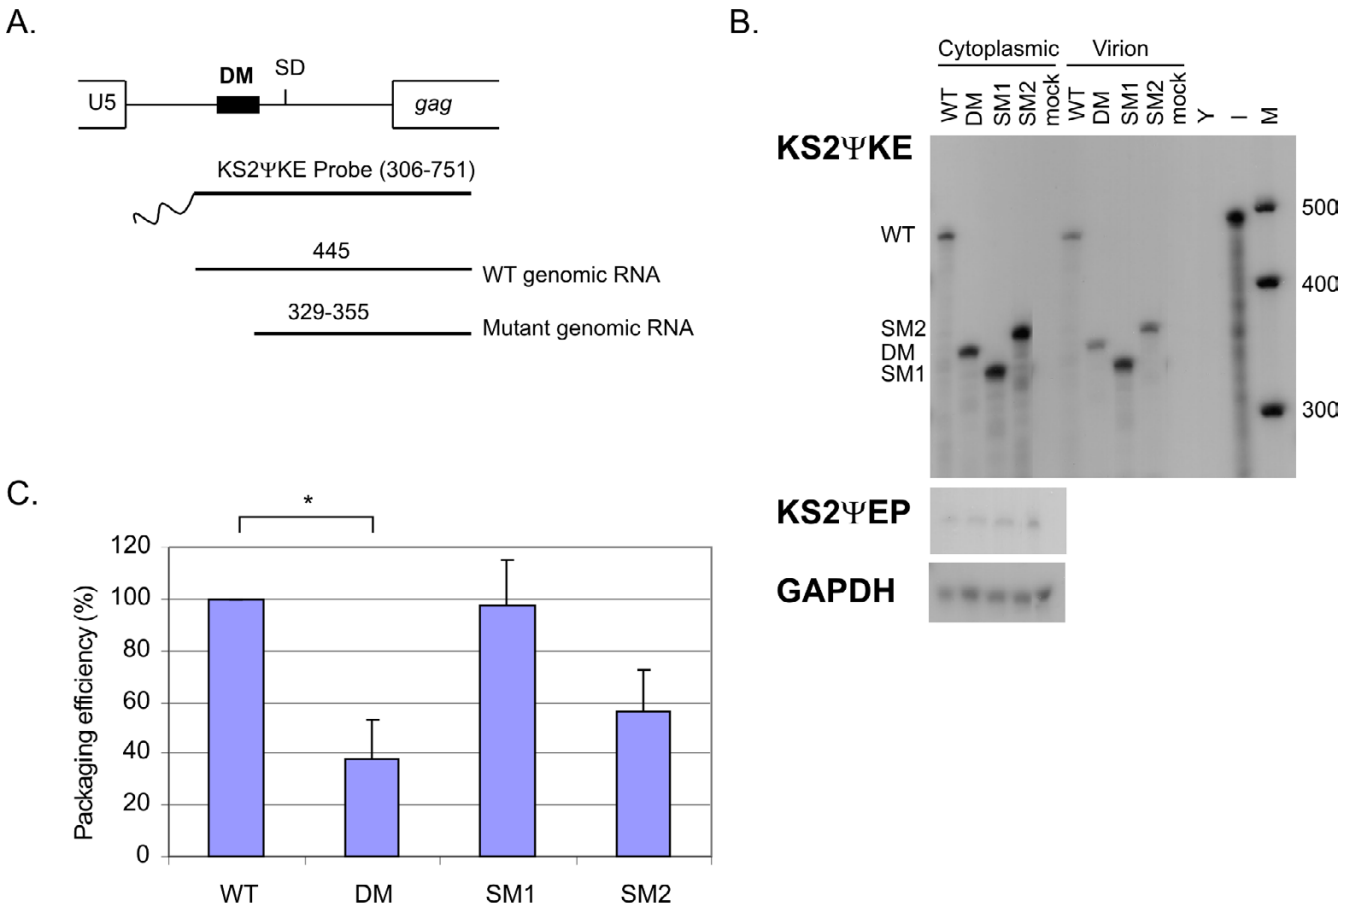 A.
U5
DM
SD
gag
KS2ΨKE Probe (306-751)
445
WT genomic RNA
329-355
Mutant genomic RNA
B.
Cytoplasmic Virion
WT DM SM1 SM2 mock WT DM SM1 SM2 mock Y I M
KS2ΨKE
WT
SM2
DM
SM1
500
400
300
KS2ΨEP
GAPDH
C.
*
Packaging efficiency (%)
120
100
80
60
40
20
0
WT DM SM1 SM2